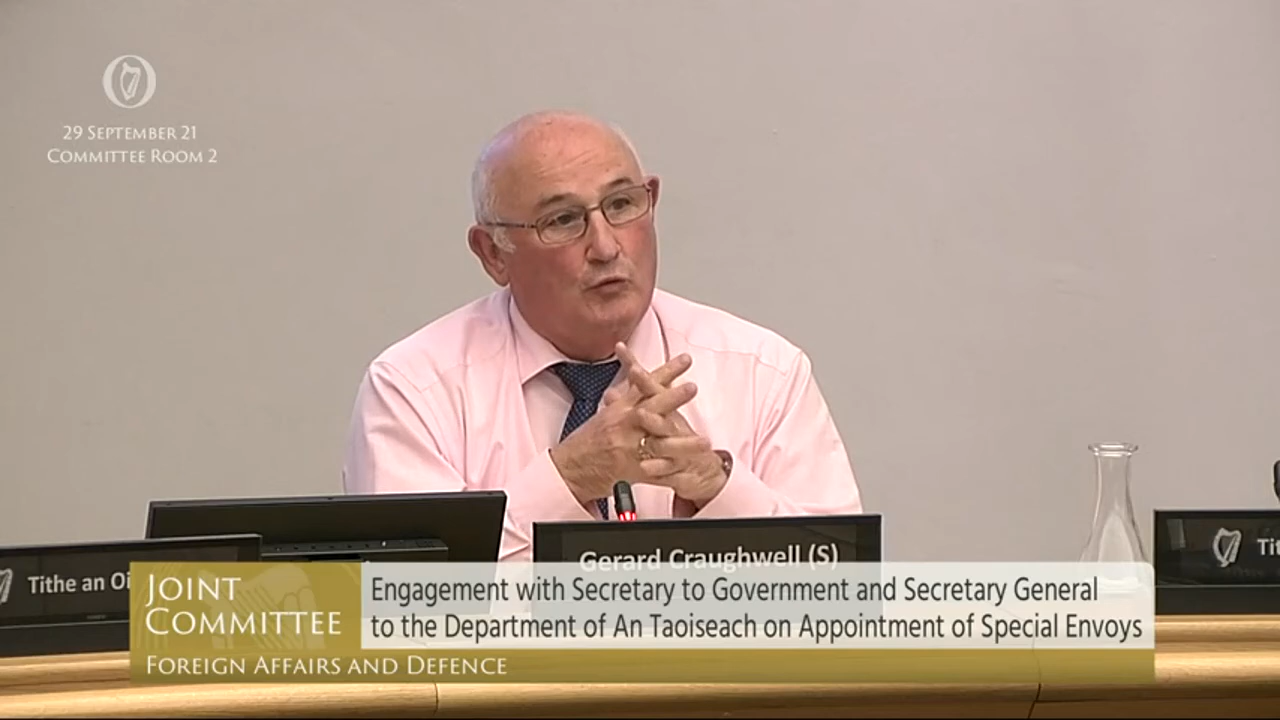 29 September 21
Committee Room 2
Gerard Craughwell (S)
Tithe an Oi
Tit
Joint
Committee
Engagement with Secretary to Government and Secretary General
to the Department of An Taoiseach on Appointment of Special Envoys
Foreign Affairs and Defence